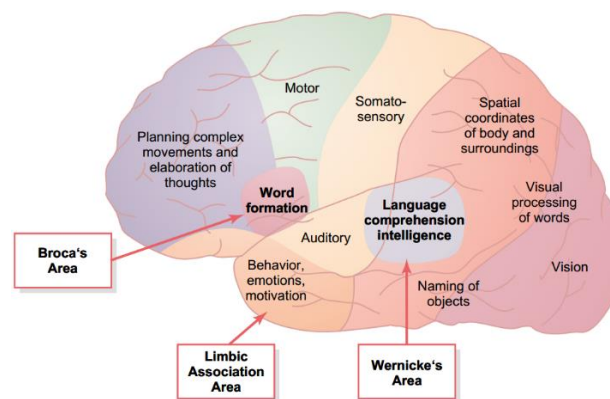 Motor
Somato-
sensory
Spatial
coordinates
of body and
surroundings
Planning complex
movements and
elaboration of
thoughts
Word
formation
Language
comprehension
intelligence
Visual
processing
of words
Auditory
Broca's
Area
Behavior,
emotions,
motivation
Naming of
objects
Vision
Limbic
Association
Area
Wernicke's
Area